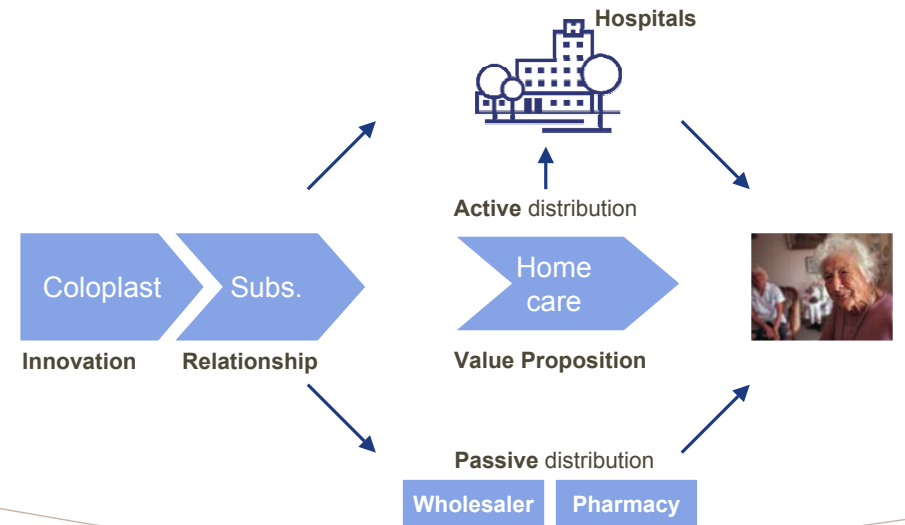 Hospitals
Active distribution
Coloplast
Subs.
Home
care
Innovation
Relationship
Value Proposition
Passive distribution
Wholesaler
Pharmacy